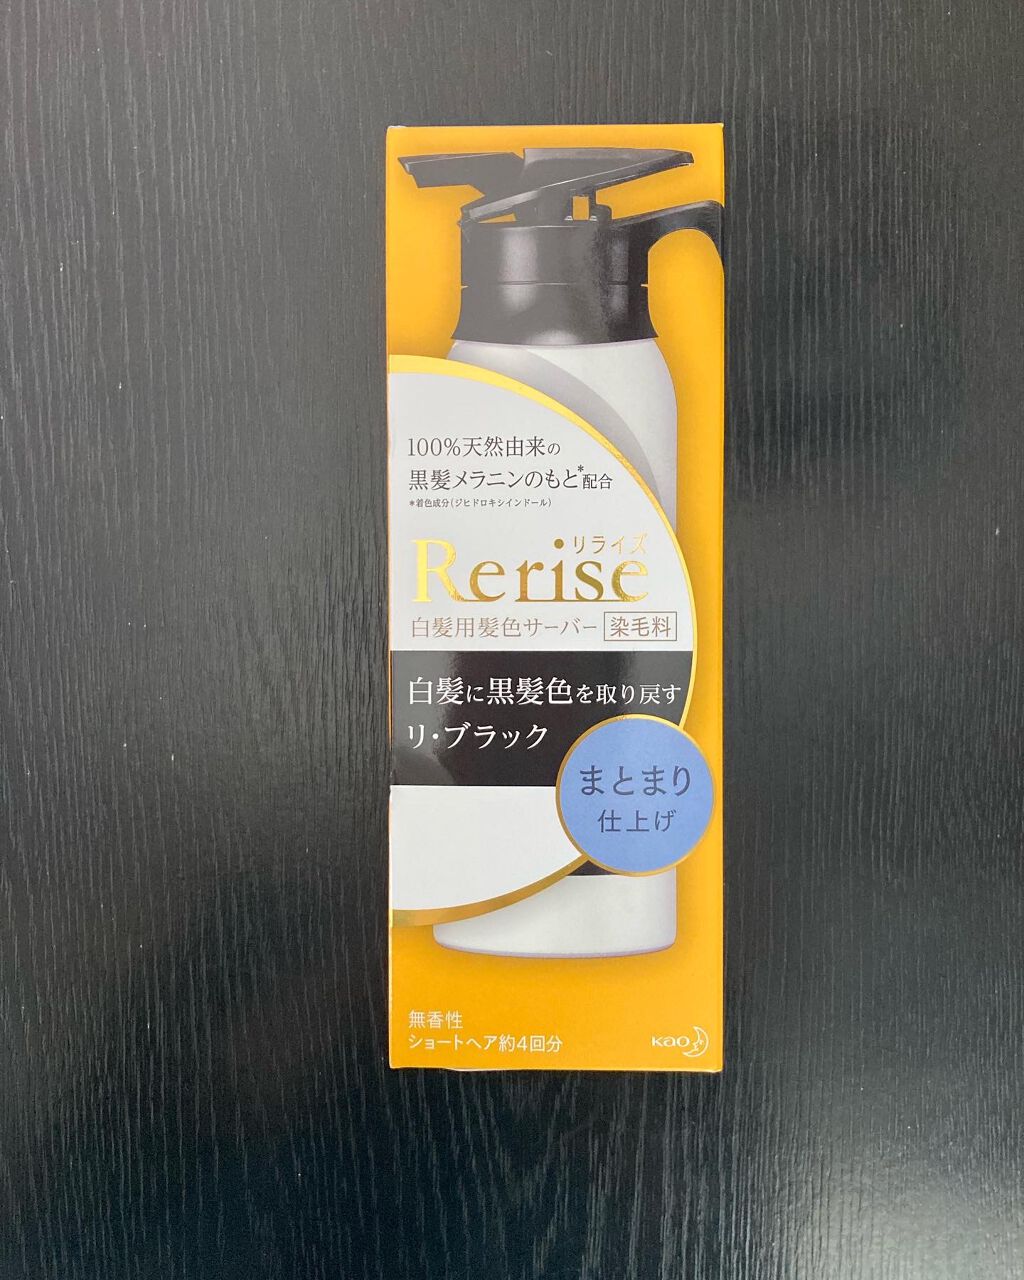 100%天然由来の
黒髪メラニンのもと*配合
*着色成分(ジヒドロキシインドール)
リライズ
Rerise
白髪用髪色サーバー 染毛料
白髪に黒髪色を取り戻す
リ・ブラック
まとまり
仕上げ
無香性
ショートヘア約4回分
Kao